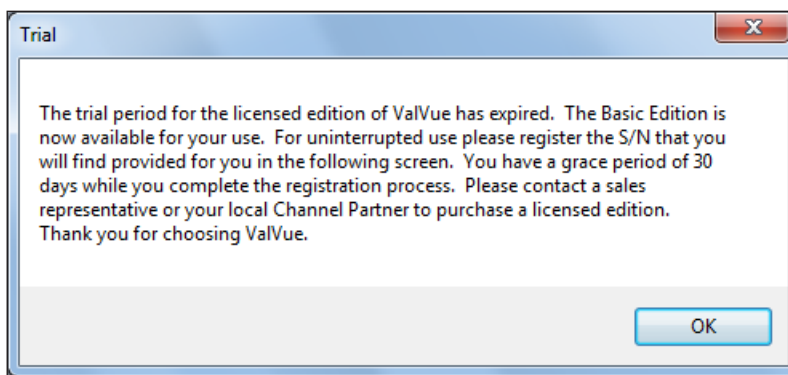 Trial
The trial period for the licensed edition of ValVue has expired.  The Basic Edition is
now available for your use.  For uninterrupted use please register the S/N that you
will find provided for you in the following screen.  You have a grace period of 30
days while you complete the registration process.  Please contact a sales
representative or your local Channel Partner to purchase a licensed edition.
Thank you for choosing ValVue.
OK